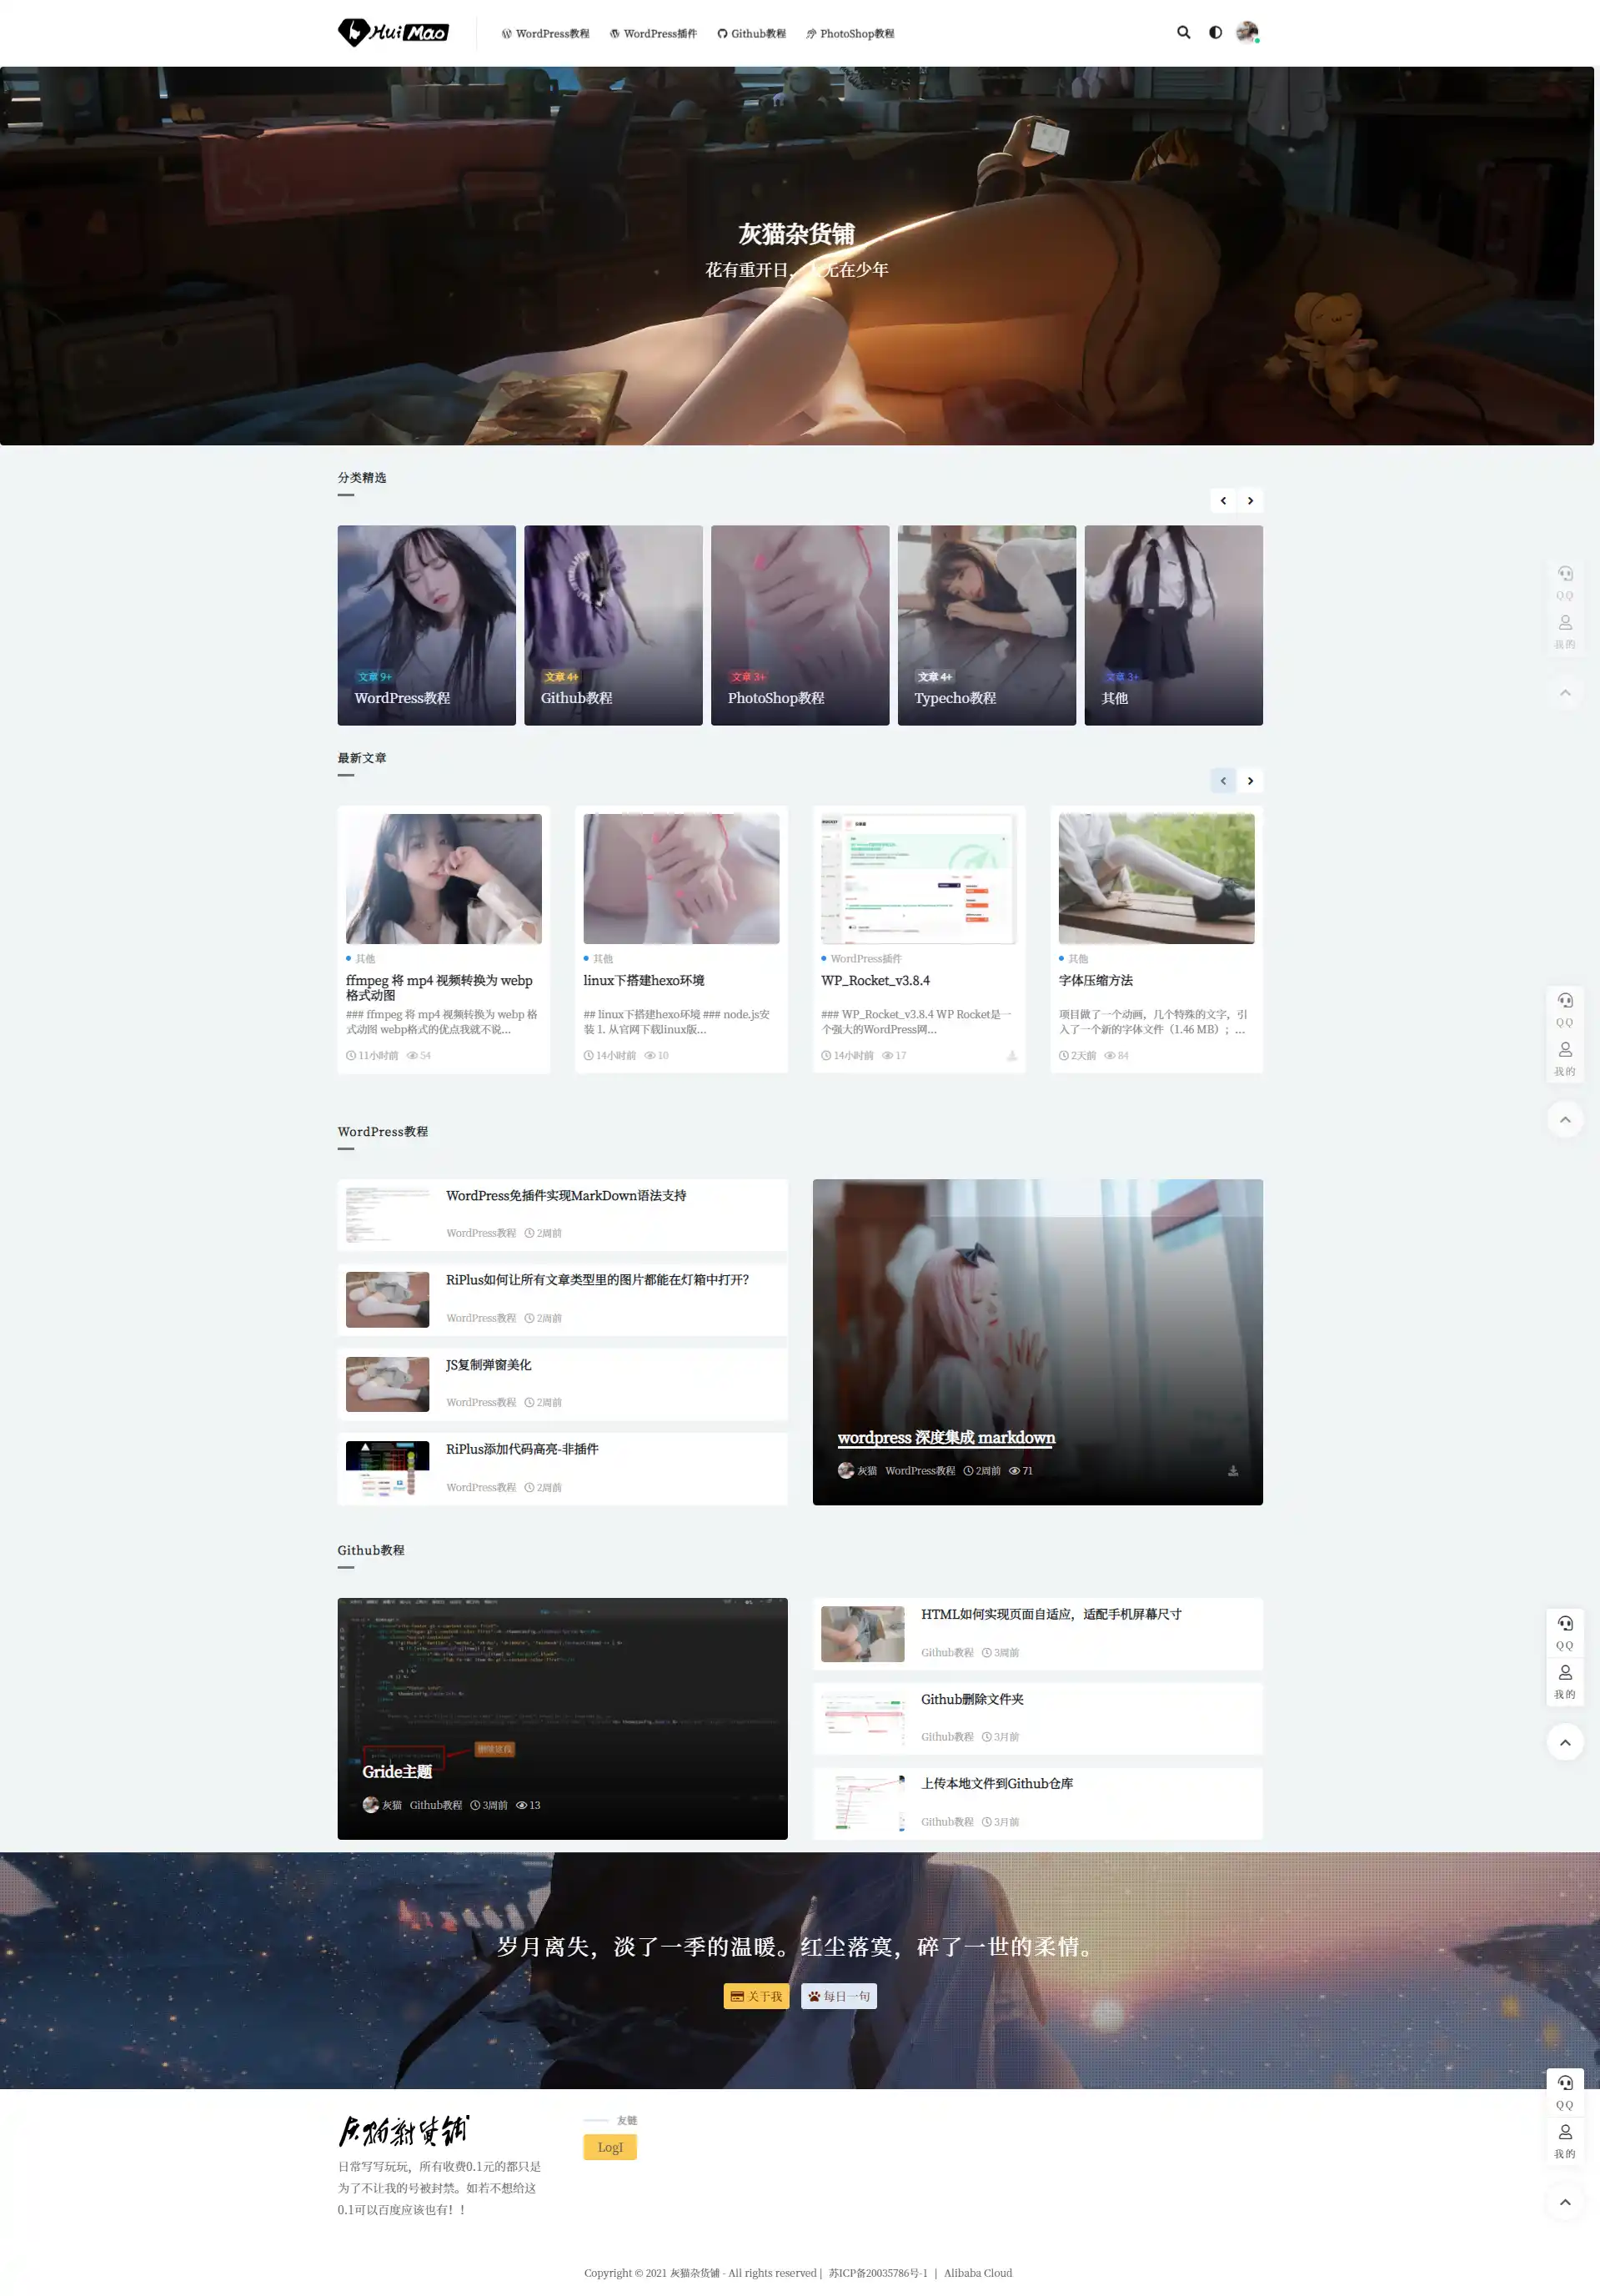 Hui Mao
WordPress教程 WordPress插件 Github教程 PhotoShop教程
灰猫杂货铺
花有重开日，人无在少年
分类精选
文章 9+
WordPress教程
文章 4+
Github教程
文章 3+
PhotoShop教程
文章 4+
Typecho教程
文章 3+
其他
QQ
我的
最新文章
其他
ffmpeg 将 mp4 视频转换为 webp
格式动图
### ffmpeg 将 mp4 视频转换为 webp 格
式动图 webp格式的优点我就不说...
11小时前 54
其他
linux下搭建hexo环境
## linux下搭建hexo环境 ### node.js安
装 1. 从官网下载linux版...
14小时前 10
WordPress插件
WP_Rocket_v3.8.4
### WP_Rocket_v3.8.4 WP Rocket是一
个强大的WordPress网...
14小时前 17
其他
字体压缩方法
项目做了一个动画，几个特殊的文字，引
入了一个新的字体文件（1.46 MB）；...
2天前 84
QQ
我的
WordPress教程
WordPress免插件实现MarkDown语法支持
WordPress教程 2周前
RiPlus如何让所有文章类型里的图片都能在灯箱中打开？
WordPress教程 2周前
JS复制弹窗美化
WordPress教程 2周前
RiPlus添加代码高亮-非插件
WordPress教程 2周前
wordpress 深度集成 markdown
灰猫 WordPress教程 2周前 71
Github教程
删除这段
Gride主题
灰猫 Github教程 3周前 13
HTML如何实现页面自适应，适配手机屏幕尺寸
Github教程 3周前
Github删除文件夹
Github教程 3月前
上传本地文件到Github仓库
Github教程 3月前
QQ
我的
岁月离失，淡了一季的温暖。红尘落寞，碎了一世的柔情。
关于我 每日一句
QQ
我的
灰猫杂货铺
日常写写玩玩，所有收费0.1元的都只是
为了不让我的号被封禁。如若不想给这
0.1可以百度应该也有！！
友链
LogI
Copyright © 2021 灰猫杂货铺 - All rights reserved | 苏ICP备20035786号-1 | Alibaba Cloud